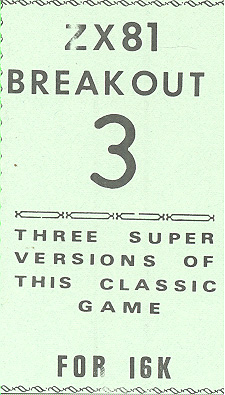 ZX81
BREAKOUT
3
THREE SUPER
VERSIONS OF
THIS CLASSIC
GAME
FOR 16K